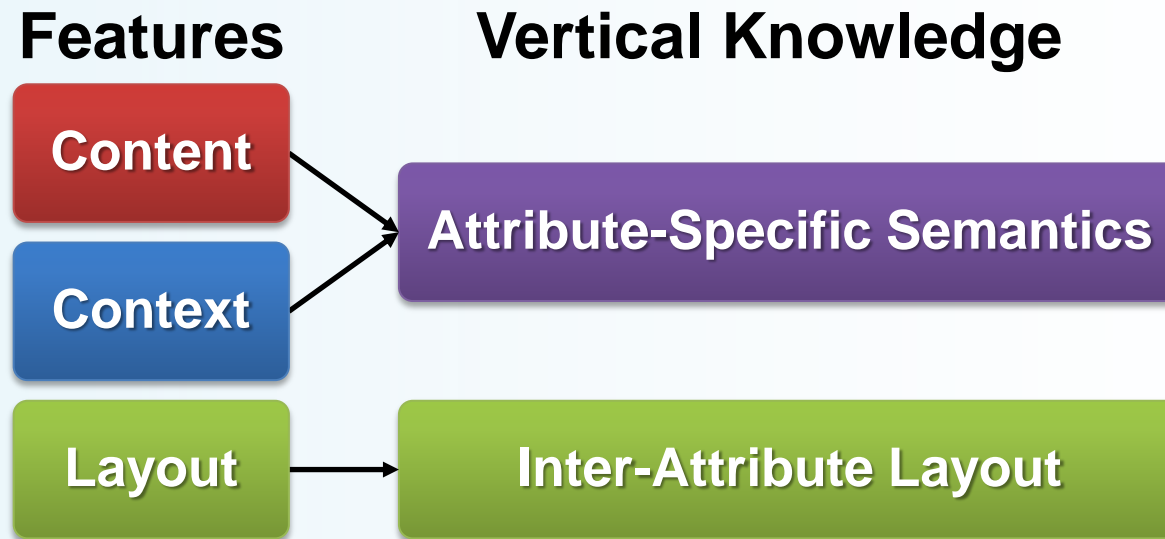 Features
Vertical Knowledge
Content
Attribute-Specific Semantics
Context
Layout
Inter-Attribute Layout